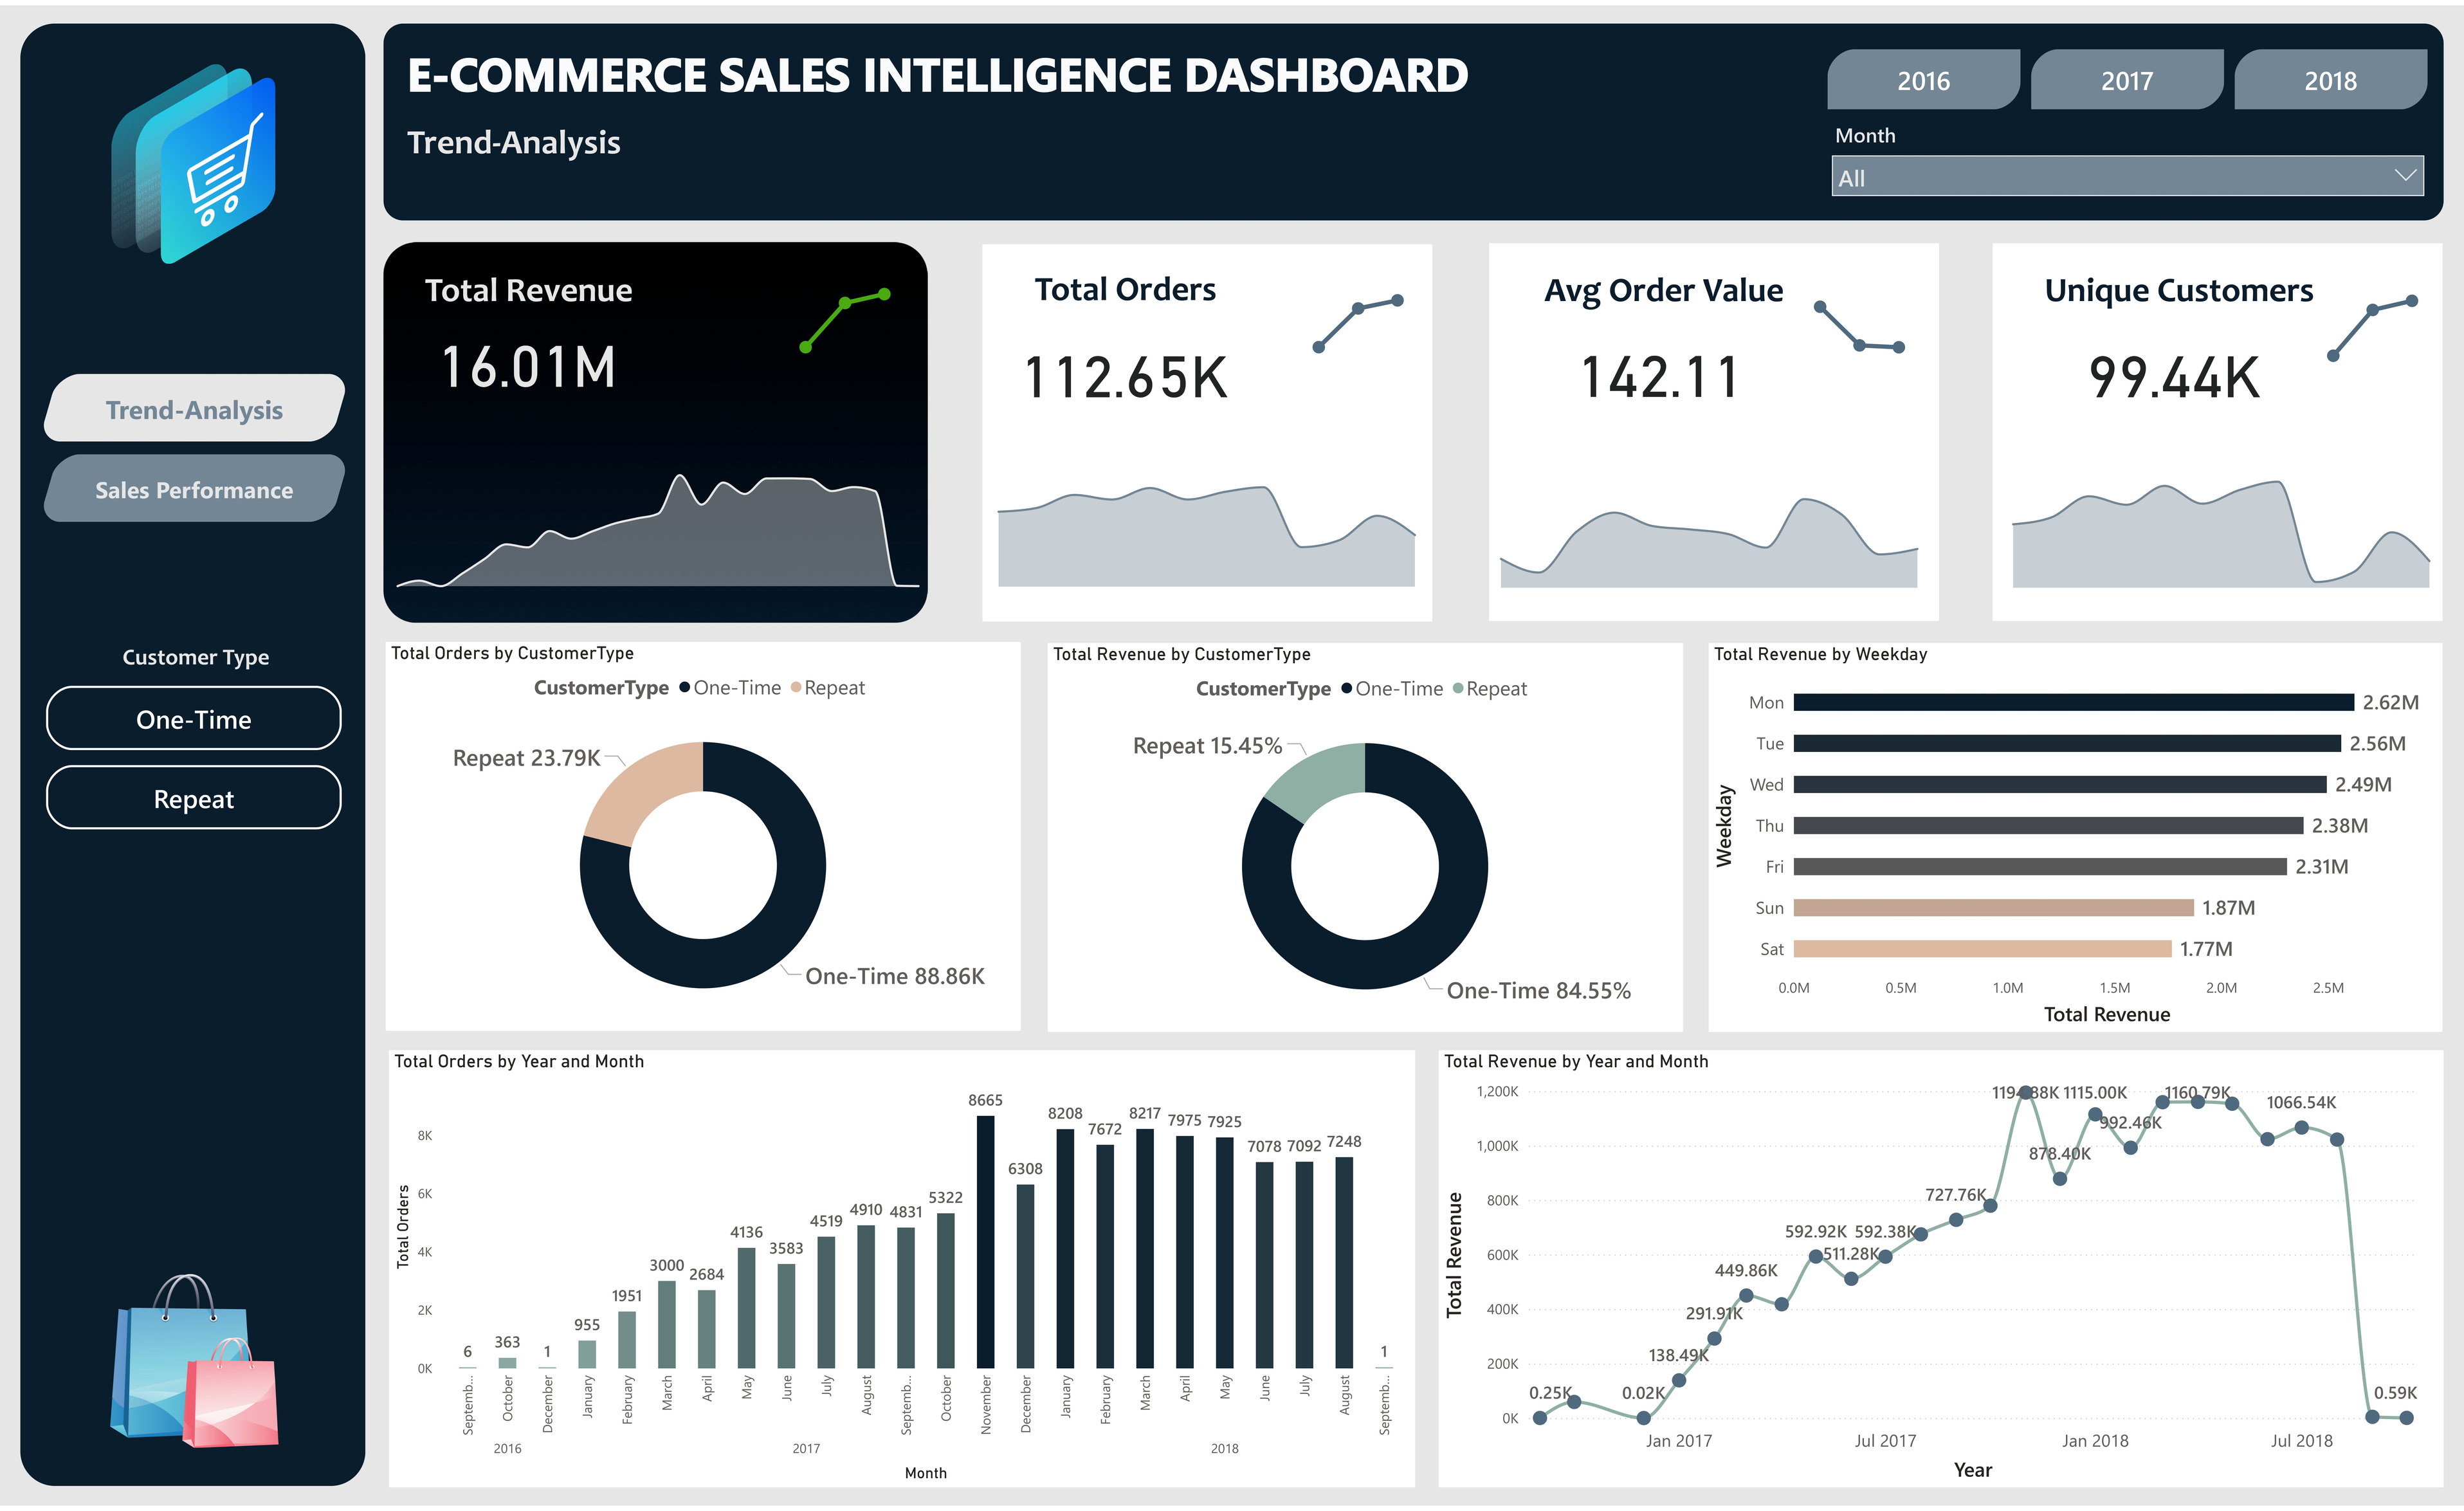 E-COMMERCE SALES INTELLIGENCE DASHBOARD
Trend-Analysis
2016 2017 2018
Month
All
Trend-Analysis
Sales Performance
Customer Type
One-Time
Repeat
Total Revenue
16.01M
Total Orders
112.65K
Avg Order Value
142.11
Unique Customers
99.44K
Total Orders by CustomerType
CustomerType One-Time Repeat
Repeat 23.79K
One-Time 88.86K
Total Revenue by CustomerType
CustomerType One-Time Repeat
Repeat 15.45%
One-Time 84.55%
Total Revenue by Weekday
Weekday
Mon 2.62M
Tue 2.56M
Wed 2.49M
Thu 2.38M
Fri 2.31M
Sun 1.87M
Sat 1.77M
0.0M 0.5M 1.0M 1.5M 2.0M 2.5M
Total Revenue
Total Orders by Year and Month
Total Orders
8K
6K
4K
2K
0K
6 363 1 955 1951 3000 2684 4136 3583 4519 4910 4831 5322 8665 6308 8208 7672 8217 7975 7925 7078 7092 7248 1
Septemb... October December January February March April May June July August Septemb... October November December January February March April May June July August Septemb...
2016 2017 2018
Month
Total Revenue by Year and Month
Total Revenue
1,200K
1,000K
800K
600K
400K
200K
0K
0.25K 0.02K 138.49K 291.91K 449.86K 592.92K 511.28K 592.38K 727.76K 1194.88K 878.40K 1115.00K 992.46K 1160.79K 1066.54K 0.59K
Jan 2017 Jul 2017 Jan 2018 Jul 2018
Year